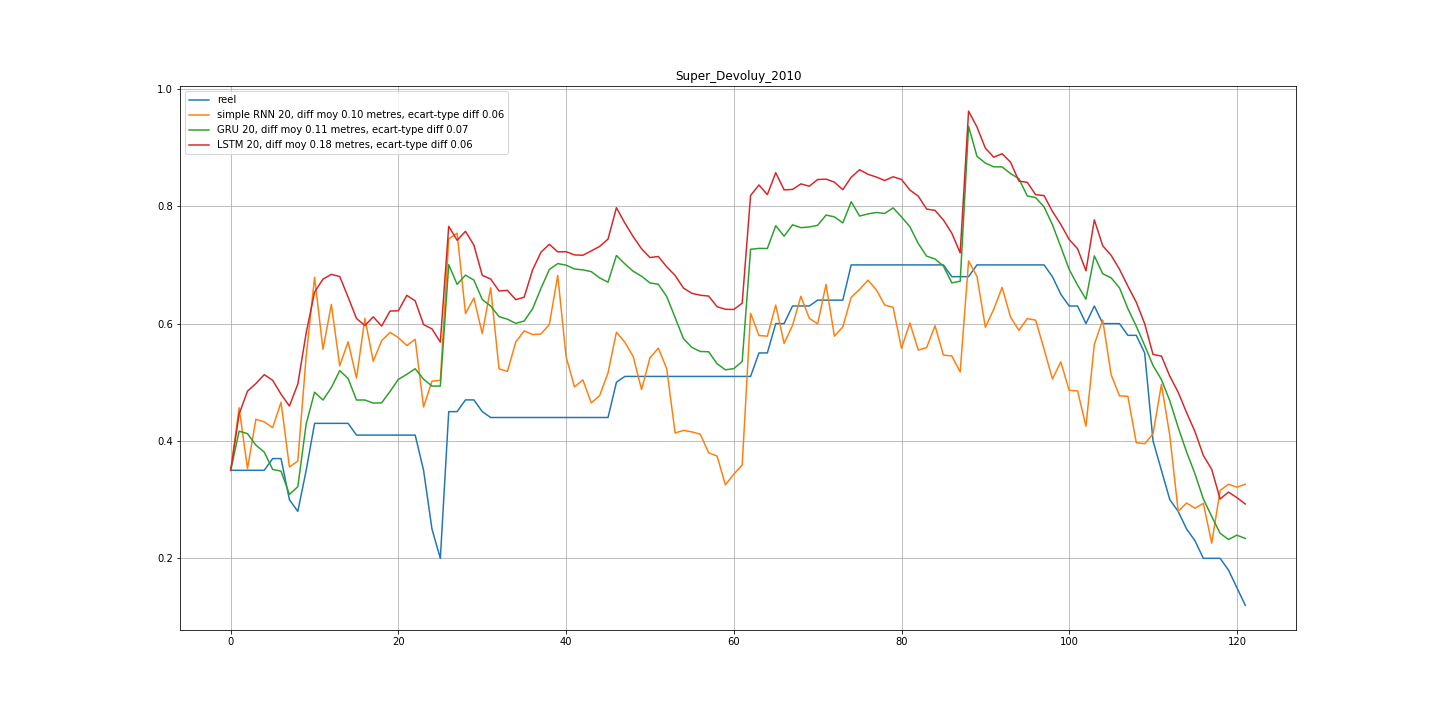 Super_Devoluy_2010
1.0
reel
simple RNN 20, diff moy 0.10 metres, ecart-type diff 0.06
GRU 20, diff moy 0.11 metres, ecart-type diff 0.07
LSTM 20, diff moy 0.18 metres, ecart-type diff 0.06
0.8
0.6
0.4
0.2
0 20 40 60 80 100 120